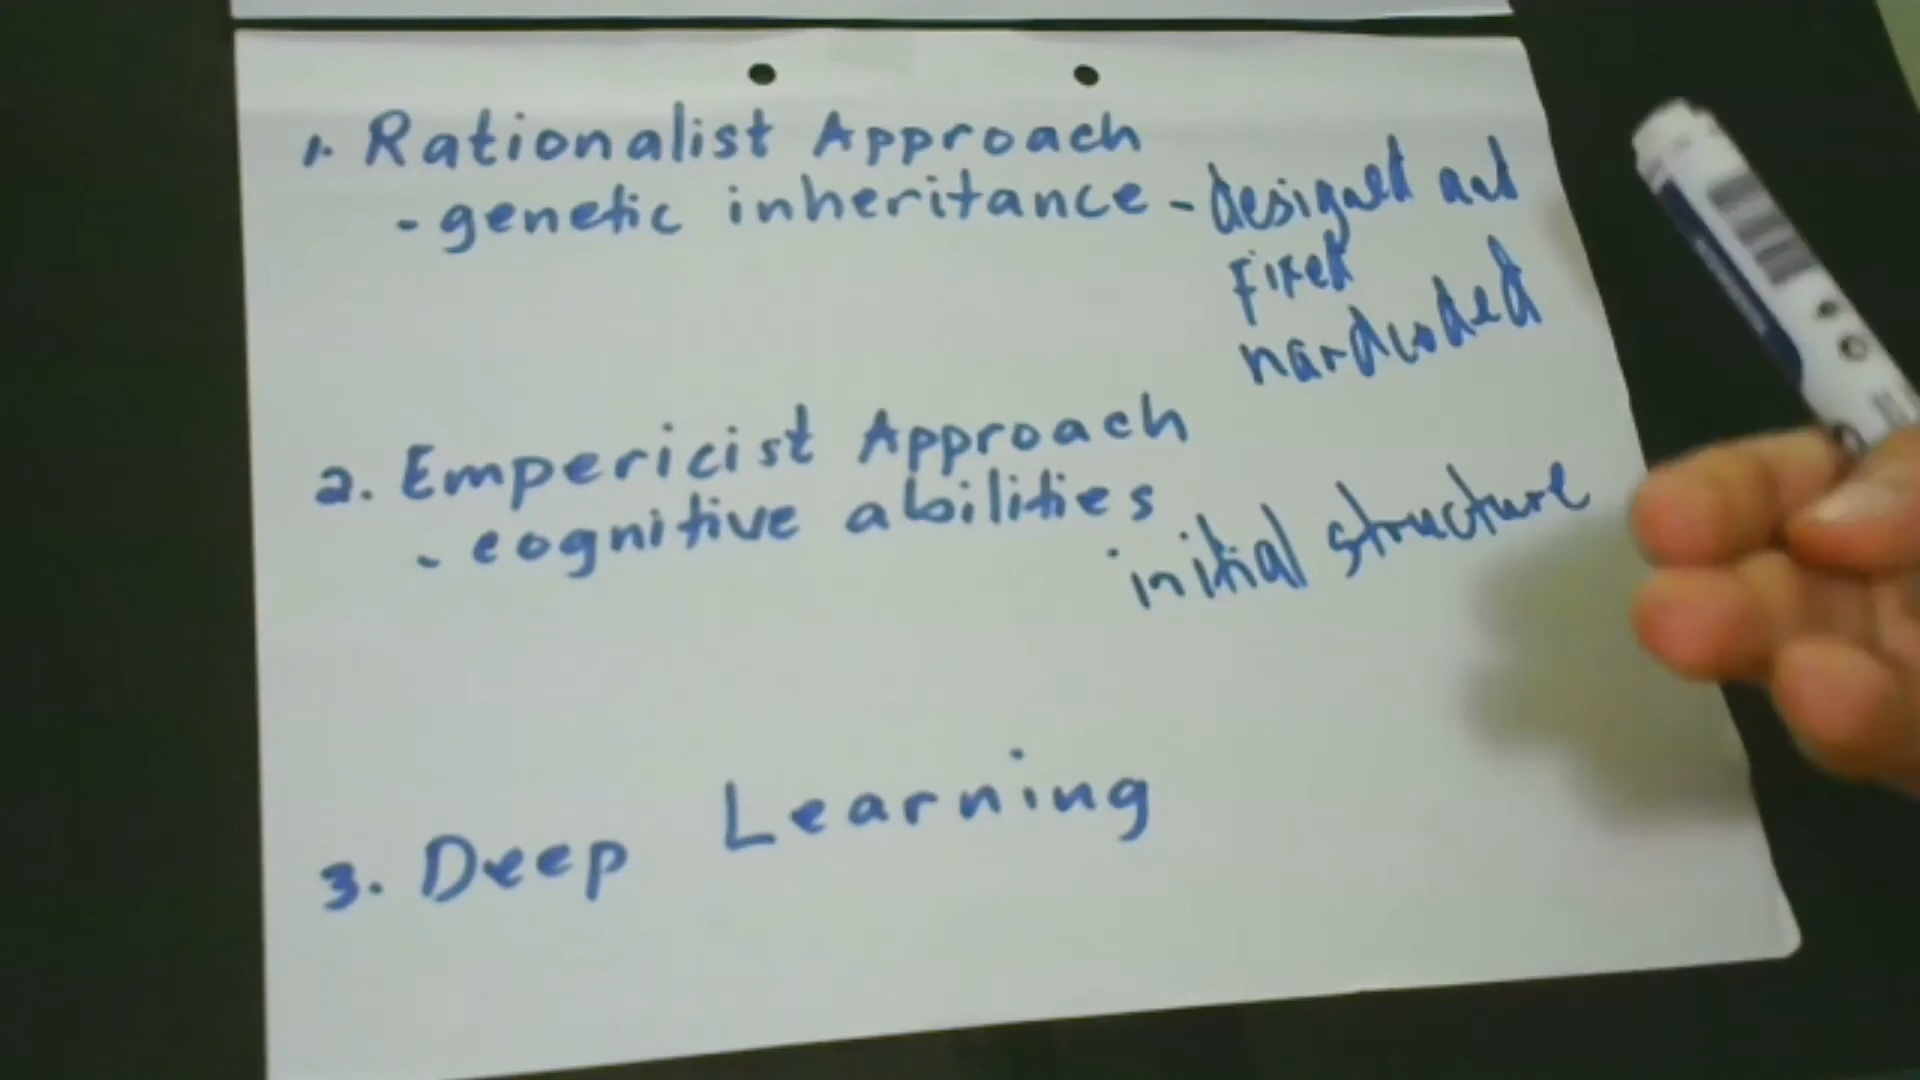 1. Rationalist Approach
- genetic inheritance - designed and
fixed
hardcoded
2. Empericist Approach
- cognitive abilities
initial structure
3. Deep Learning